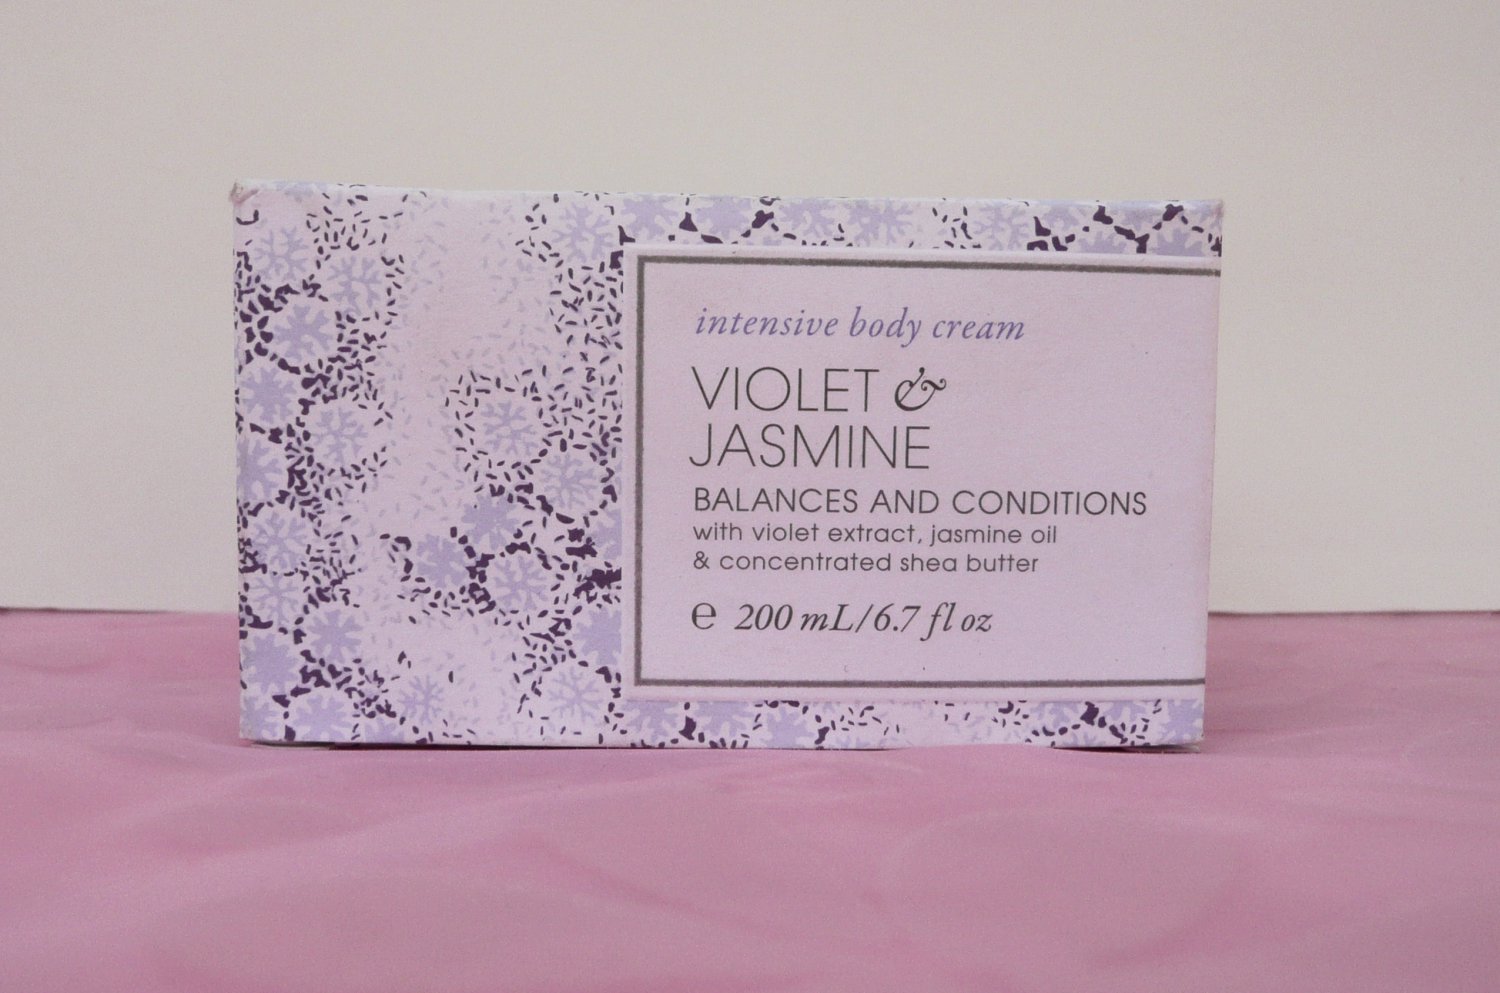 intensive body cream
VIOLET &
JASMINE
BALANCES AND CONDITIONS
with violet extract, jasmine oil
& concentrated shea butter
℮ 200 mL/6.7 fl oz